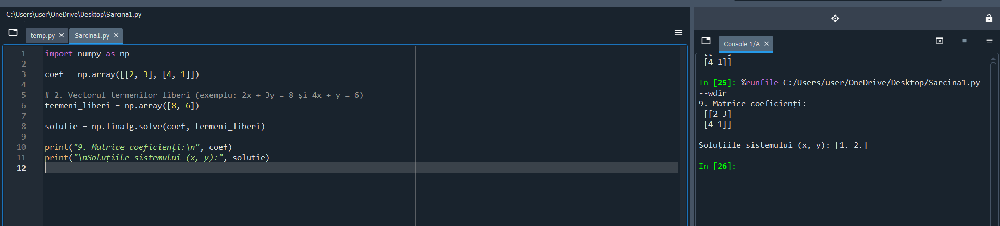 C:\Users\user\OneDrive\Desktop\Sarcina1.py
temp.py
Sarcina1.py
1 import numpy as np
2
3 coef = np.array([[2, 3], [4, 1]])
4
5 # 2. Vectorul termenilor liberi (exemplu: 2x + 3y = 8 și 4x + y = 6)
6 termeni_liberi = np.array([8, 6])
7
8 solutie = np.linalg.solve(coef, termeni_liberi)
9
10 print("9. Matrice coeficienți:\n", coef)
11 print("\nSoluțiile sistemului (x, y):", solutie)
12
Console 1/A
[4 1]]
In [25]: %runfile C:/Users/user/OneDrive/Desktop/Sarcina1.py
--wdir
9. Matrice coeficienți:
[[2 3]
[4 1]]
Soluțiile sistemului (x, y): [1. 2.]
In [26]: